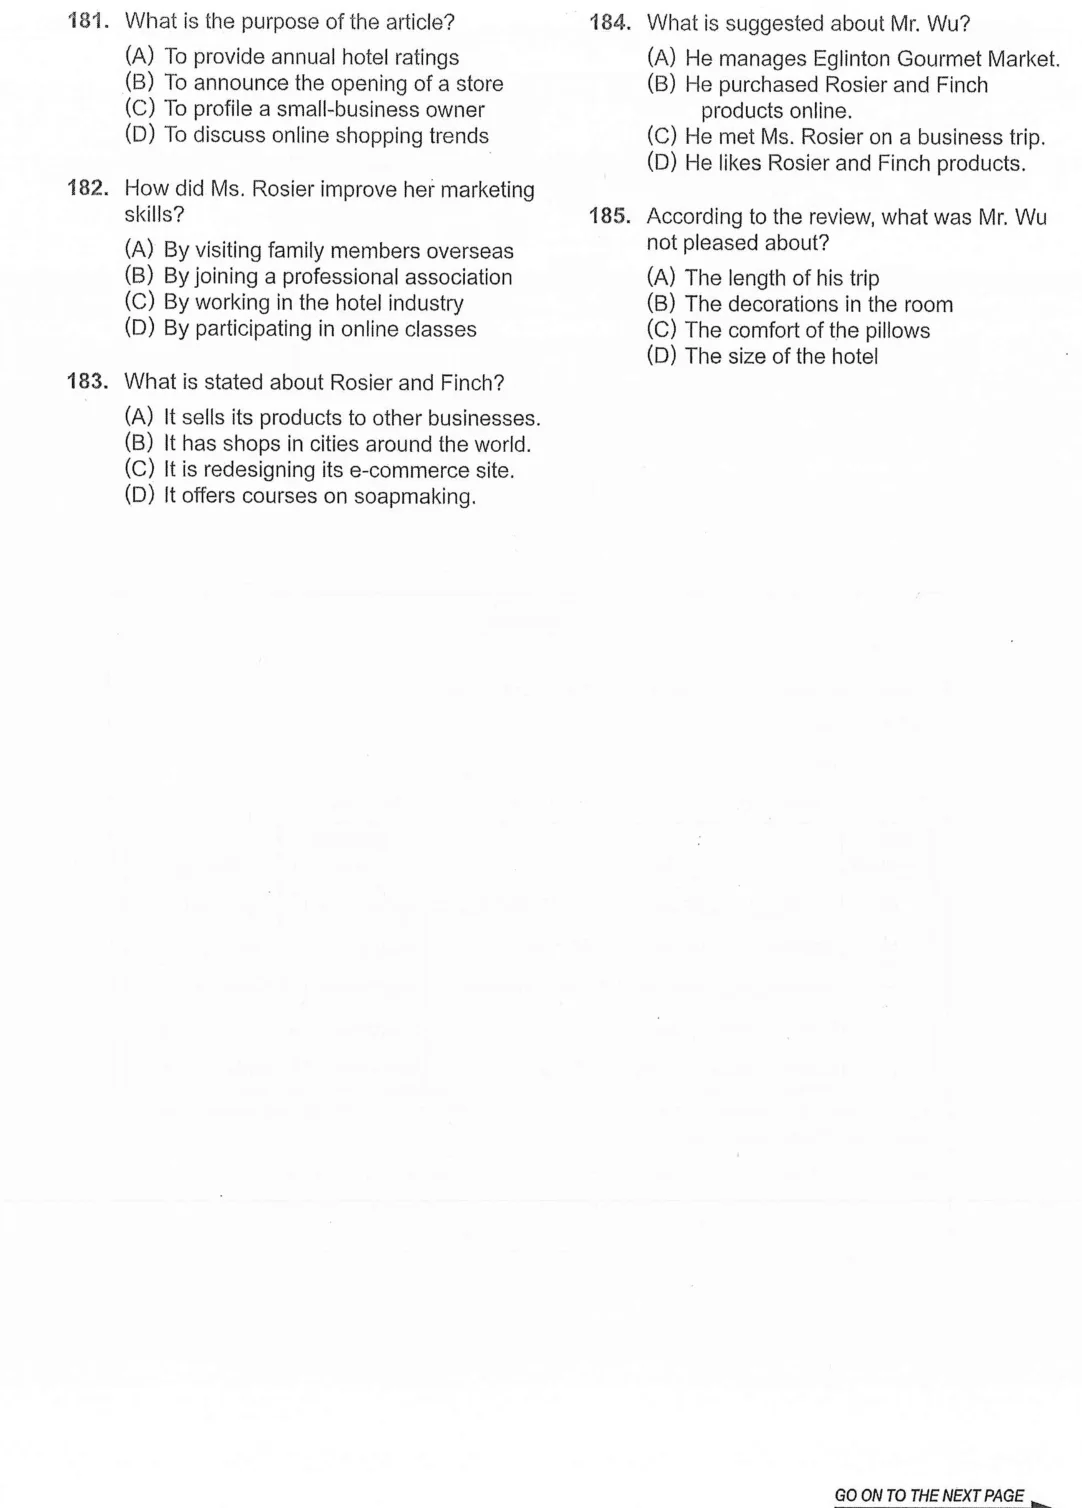 181. What is the purpose of the article?
(A) To provide annual hotel ratings
(B) To announce the opening of a store
(C) To profile a small-business owner
(D) To discuss online shopping trends
182. How did Ms. Rosier improve her marketing
skills?
(A) By visiting family members overseas
(B) By joining a professional association
(C) By working in the hotel industry
(D) By participating in online classes
183. What is stated about Rosier and Finch?
(A) It sells its products to other businesses.
(B) It has shops in cities around the world.
(C) It is redesigning its e-commerce site.
(D) It offers courses on soapmaking.
184. What is suggested about Mr. Wu?
(A) He manages Eglinton Gourmet Market.
(B) He purchased Rosier and Finch
products online.
(C) He met Ms. Rosier on a business trip.
(D) He likes Rosier and Finch products.
185. According to the review, what was Mr. Wu
not pleased about?
(A) The length of his trip
(B) The decorations in the room
(C) The comfort of the pillows
(D) The size of the hotel
GO ON TO THE NEXT PAGE